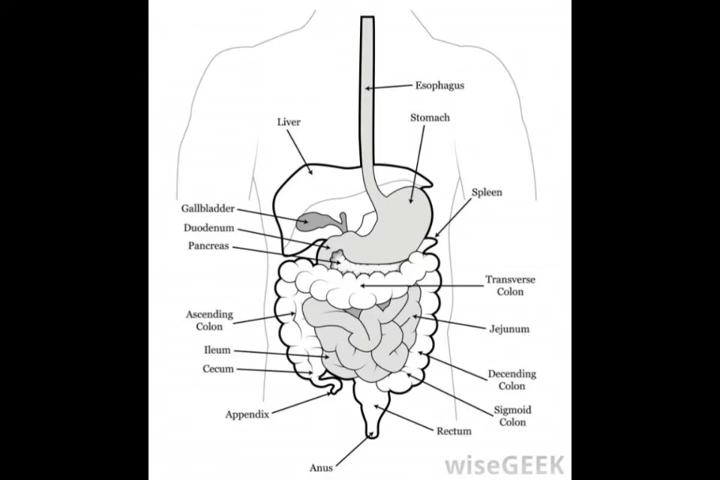 Esophagus
Stomach
Liver
Spleen
Gallbladder
Duodenum
Pancreas
Transverse
Colon
Ascending
Colon
Jejunum
Ileum
Cecum
Decending
Colon
Appendix
Sigmoid
Colon
Rectum
Anus
wiseGEEK